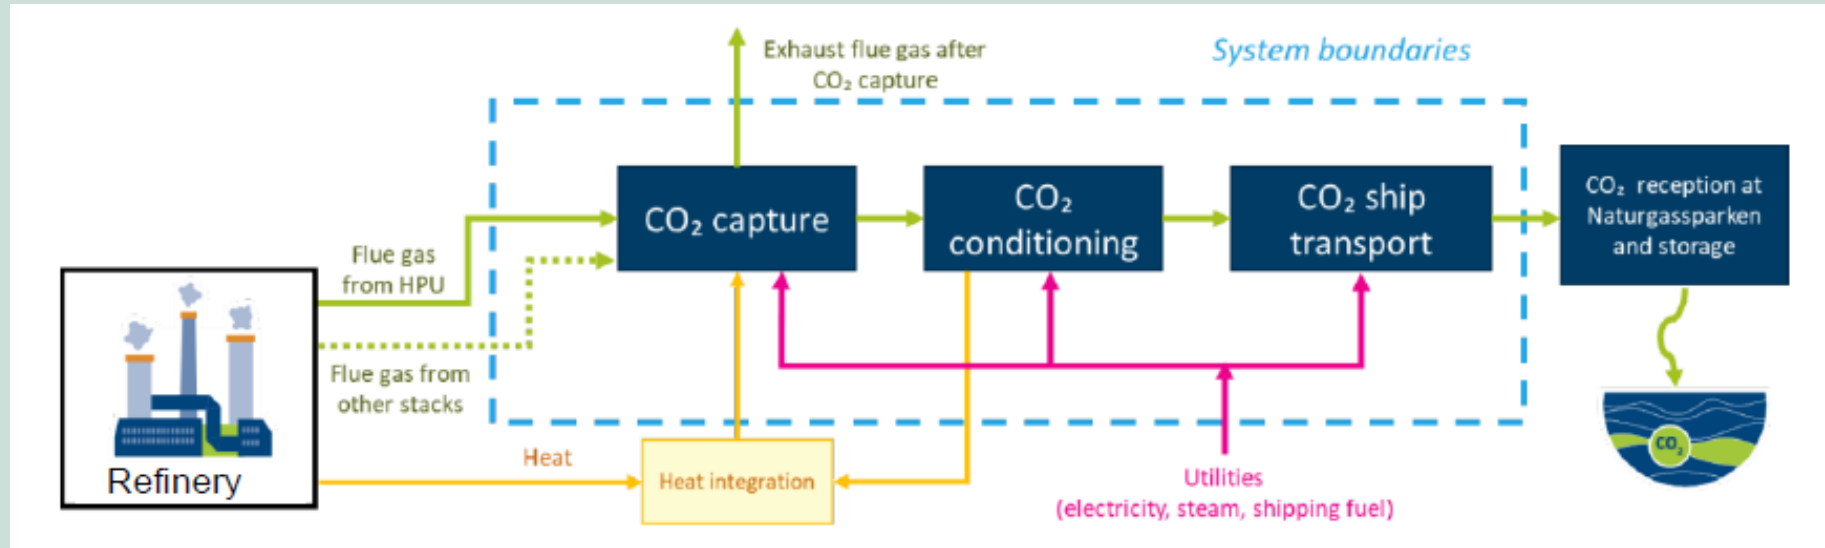 Exhaust flue gas after
CO₂ capture
System boundaries
CO₂ capture
CO₂
conditioning
CO₂ ship
transport
CO₂ reception at
Naturgassparken
and storage
Flue gas
from HPU
Flue gas from
other stacks
Refinery
Heat
Heat integration
Utilities
(electricity, steam, shipping fuel)
CO₂